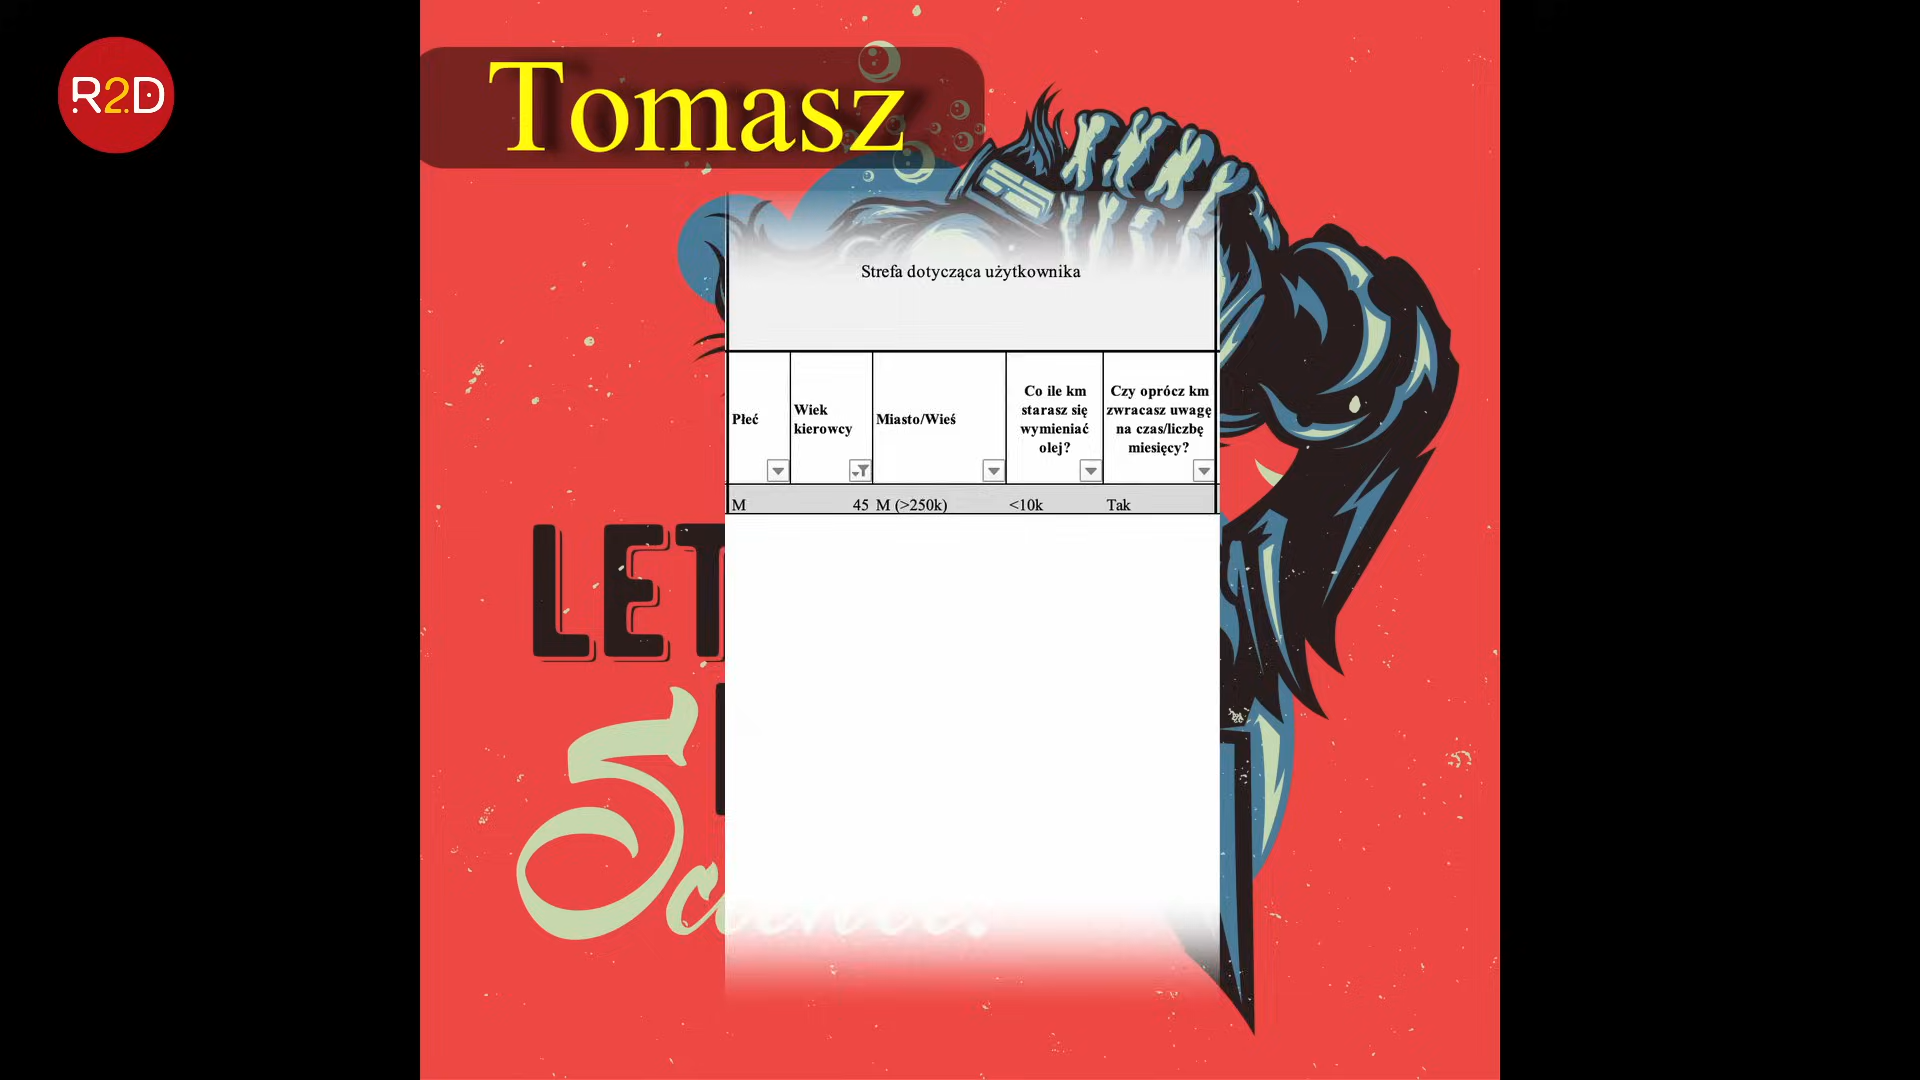 R2D
Tomasz
Strefa dotycząca użytkownika
Płeć
Wiek
kierowcy
Miasto/Wieś
Co ile km
starasz się
wymieniać
olej?
Czy oprócz km
zwracasz uwagę
na czas/liczbę
miesięcy?
M 45 M (>250k) <10k Tak
LET